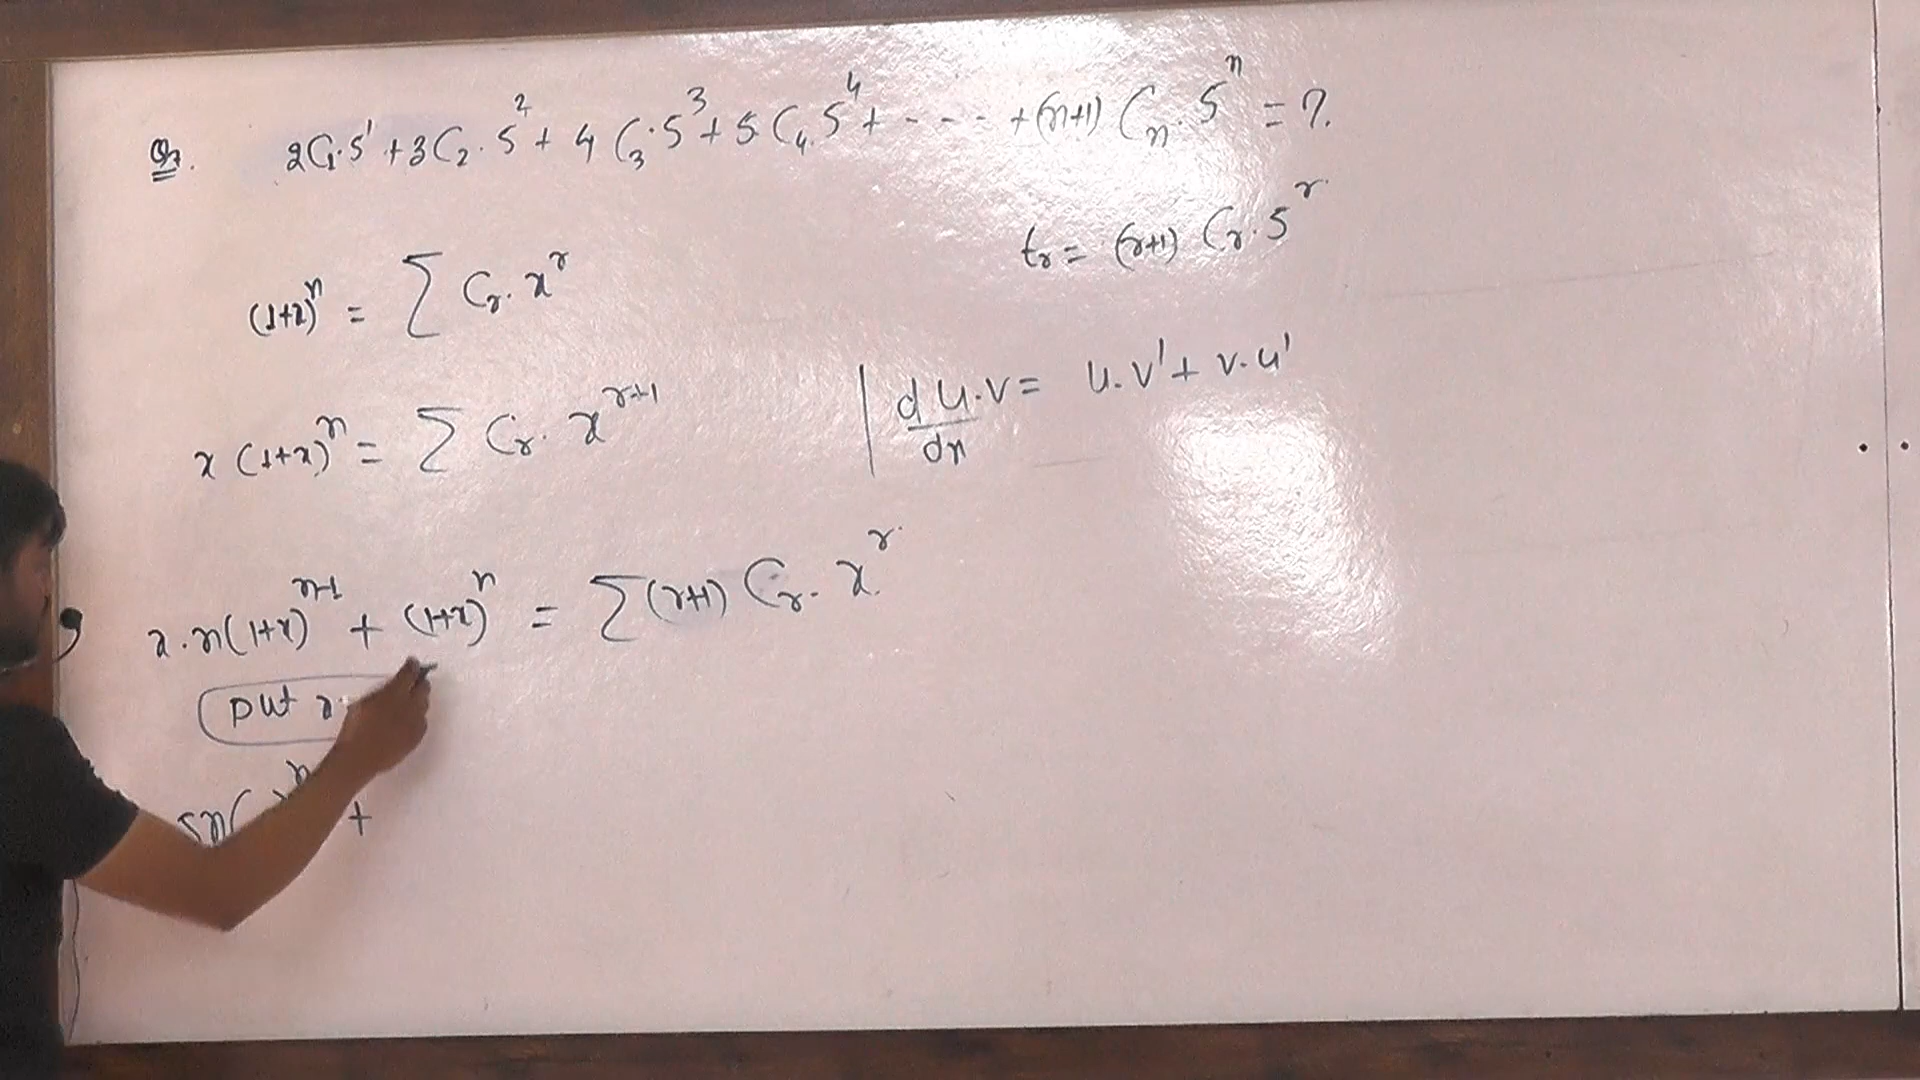 Q7. 2C₁·5¹ + 3C₂·5² + 4C₃·5³ + 5C₄·5⁴ + ---- + (n+1) Cₙ·5ⁿ = ?
tᵣ = (r+1) Cᵣ·5ʳ
(1+x)ⁿ = Σ Cᵣ·xʳ
x(1+x)ⁿ = Σ Cᵣ·xʳ⁺¹
d/dx u·v = u·v' + v·u'
x·n(1+x)ⁿ⁻¹ + (1+x)ⁿ = Σ(r+1) Cᵣ·xʳ
put x
5n( +